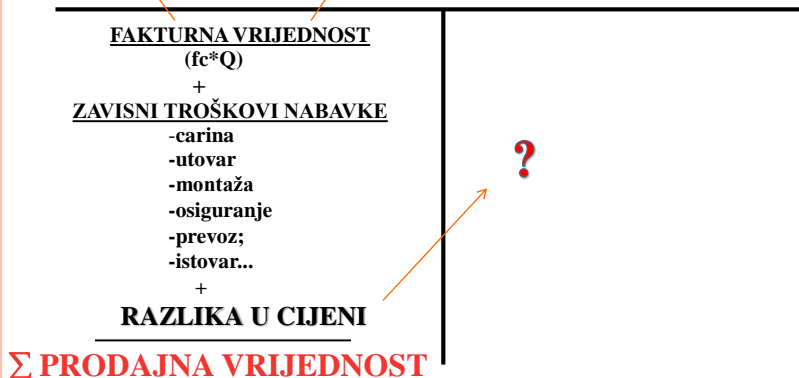 FAKTURNA VRIJEDNOST
(fc*Q)
+
ZAVISNI TROŠKOVI NABAVKE
-carina
-utovar
-montaža
-osiguranje
-prevoz;
-istovar...
+
RAZLIKA U CIJENI
∑ PRODAJNA VRIJEDNOST
?